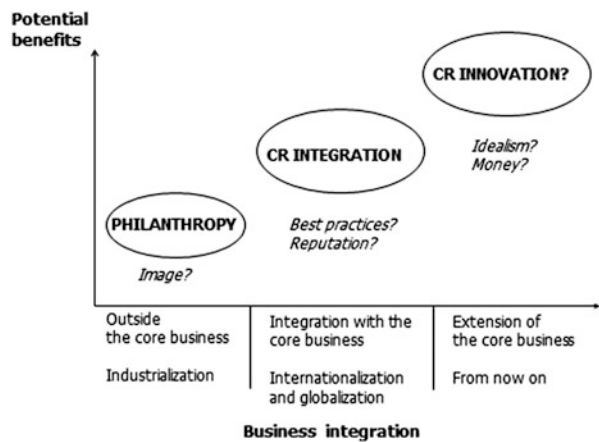 Potential
benefits
CR INNOVATION?
Idealism?
Money?
CR INTEGRATION
Best practices?
Reputation?
PHILANTHROPY
Image?
Outside
the core business
Industrialization
Integration with the
core business
Internationalization
and globalization
Extension of
the core business
From now on
Business integration